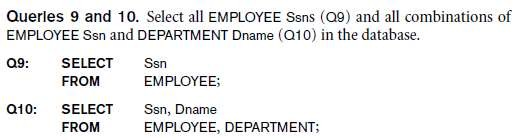 Queries 9 and 10. Select all EMPLOYEE Ssns (Q9) and all combinations of
EMPLOYEE Ssn and DEPARTMENT Dname (Q10) in the database.
Q9: SELECT Ssn
FROM EMPLOYEE;
Q10: SELECT Ssn, Dname
FROM EMPLOYEE, DEPARTMENT;